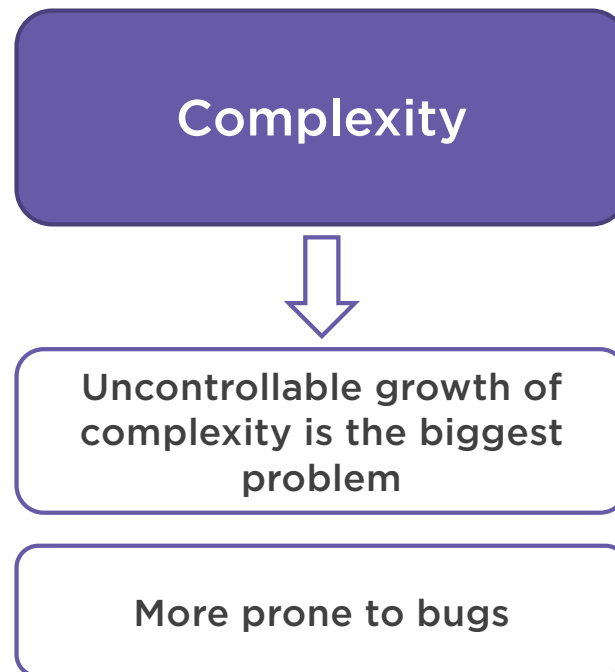 Complexity
Uncontrollable growth of
complexity is the biggest
problem
More prone to bugs